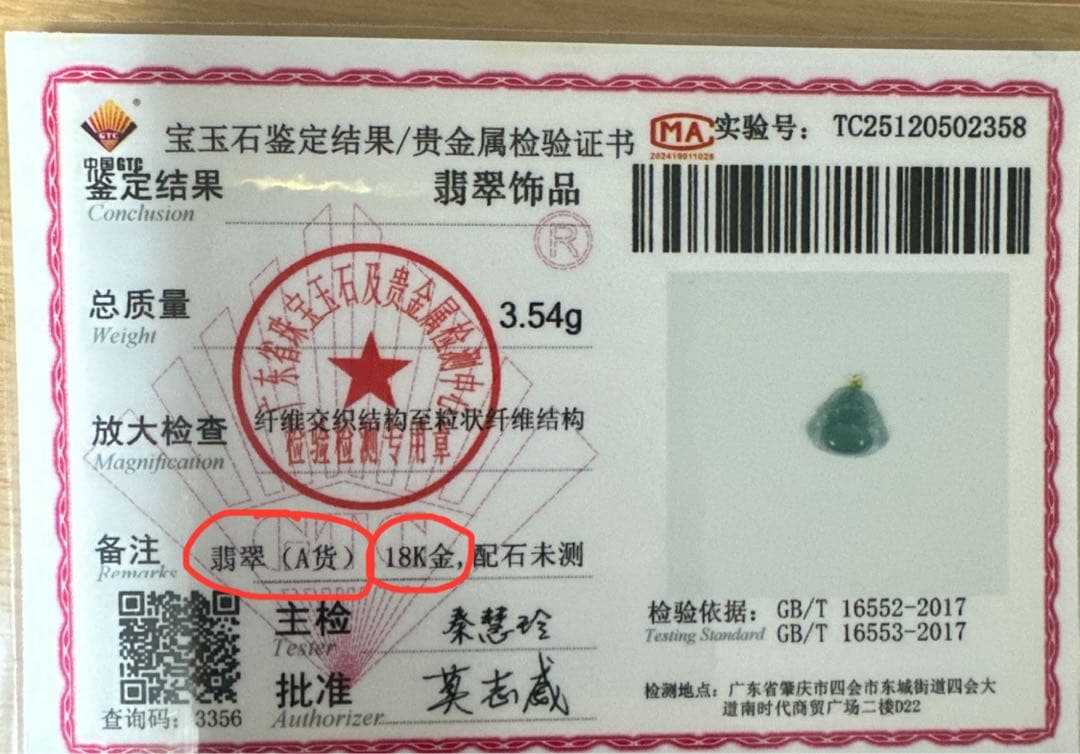 GTC
中国GTC
宝玉石鉴定结果/贵金属检验证书
MA
202419011028
实验号： TC25120502358
鉴定结果 翡翠饰品
Conclusion
®
总质量 3.54g
Weight
广东省珠宝玉石及贵金属检测中心
检验检测专用章
放大检查 纤维交织结构至粒状纤维结构
Magnification
备注 翡翠（A货）18K金,配石未测
Remarks
GTC
主检 秦慧玲
Tester
批准 莫志威
Authorizer
查询码：3356
检验依据： GB/T 16552-2017
Testing Standard GB/T 16553-2017
检测地点：广东省肇庆市四会市东城街道四会大
道南时代商贸广场二楼D22